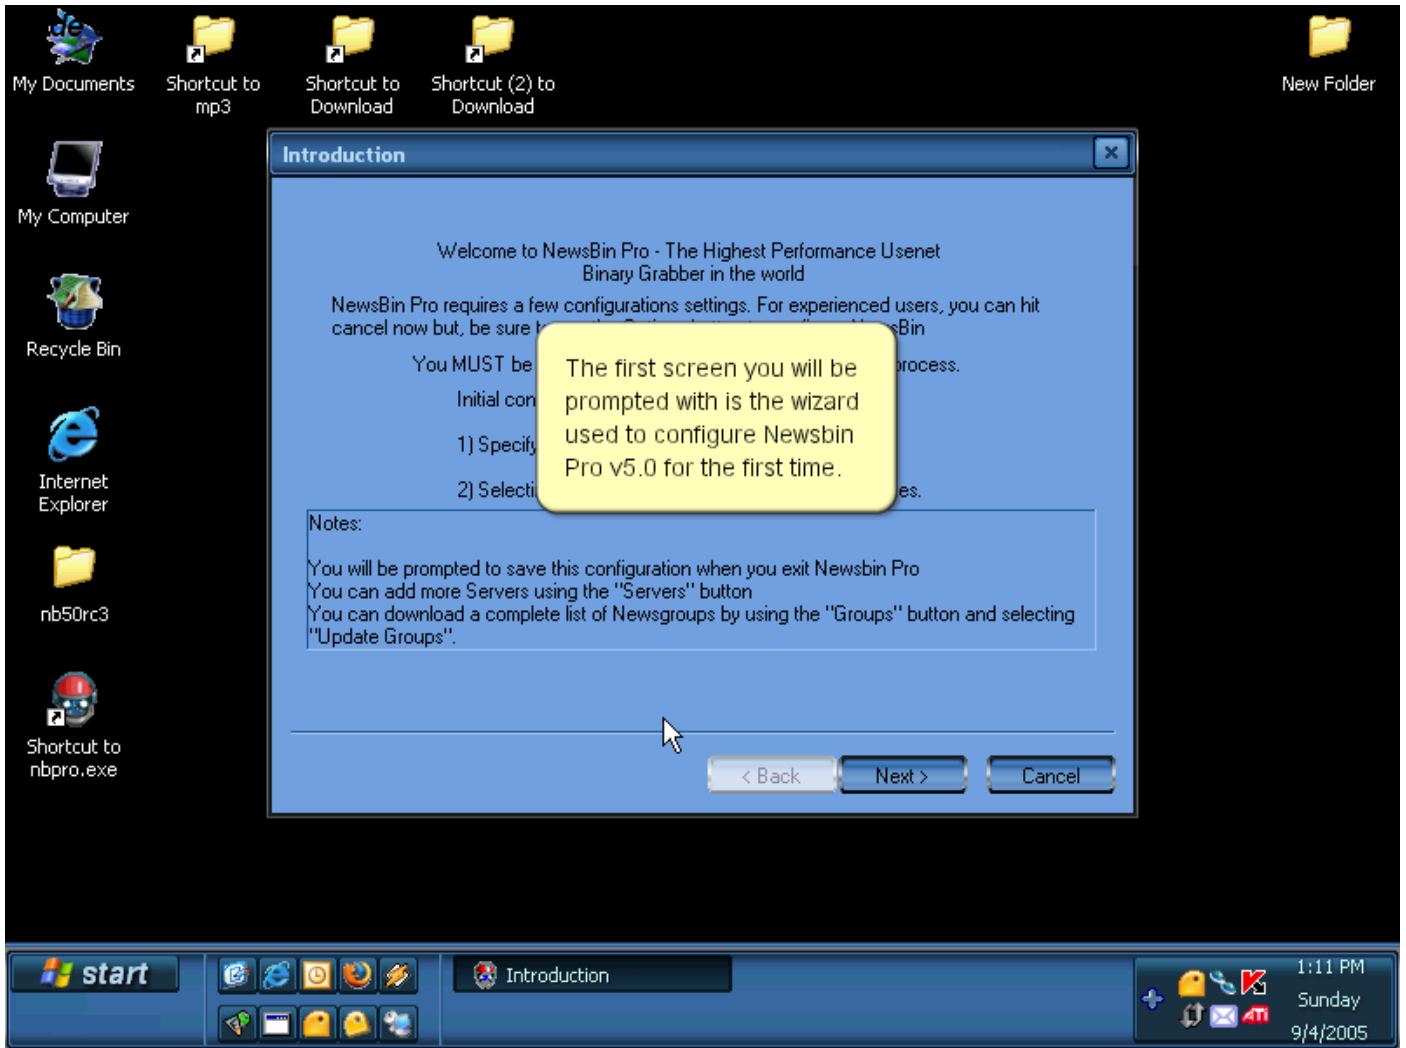 My Documents
Shortcut to
mp3
Shortcut to
Download
Shortcut (2) to
Download
New Folder
My Computer
Recycle Bin
Internet
Explorer
nb50rc3
Shortcut to
nbpro.exe
Introduction
Welcome to NewsBin Pro - The Highest Performance Usenet
Binary Grabber in the world
NewsBin Pro requires a few configurations settings. For experienced users, you can hit
cancel now but, be sure
You MUST be
process.
Initial con
1) Specify
2) Selecti
es.
The first screen you will be
prompted with is the wizard
used to configure Newsbin
Pro v5.0 for the first time.
Notes:
You will be prompted to save this configuration when you exit Newsbin Pro
You can add more Servers using the "Servers" button
You can download a complete list of Newsgroups by using the "Groups" button and selecting
"Update Groups".
< Back
Next >
Cancel
start
Introduction
ATI
1:11 PM
Sunday
9/4/2005